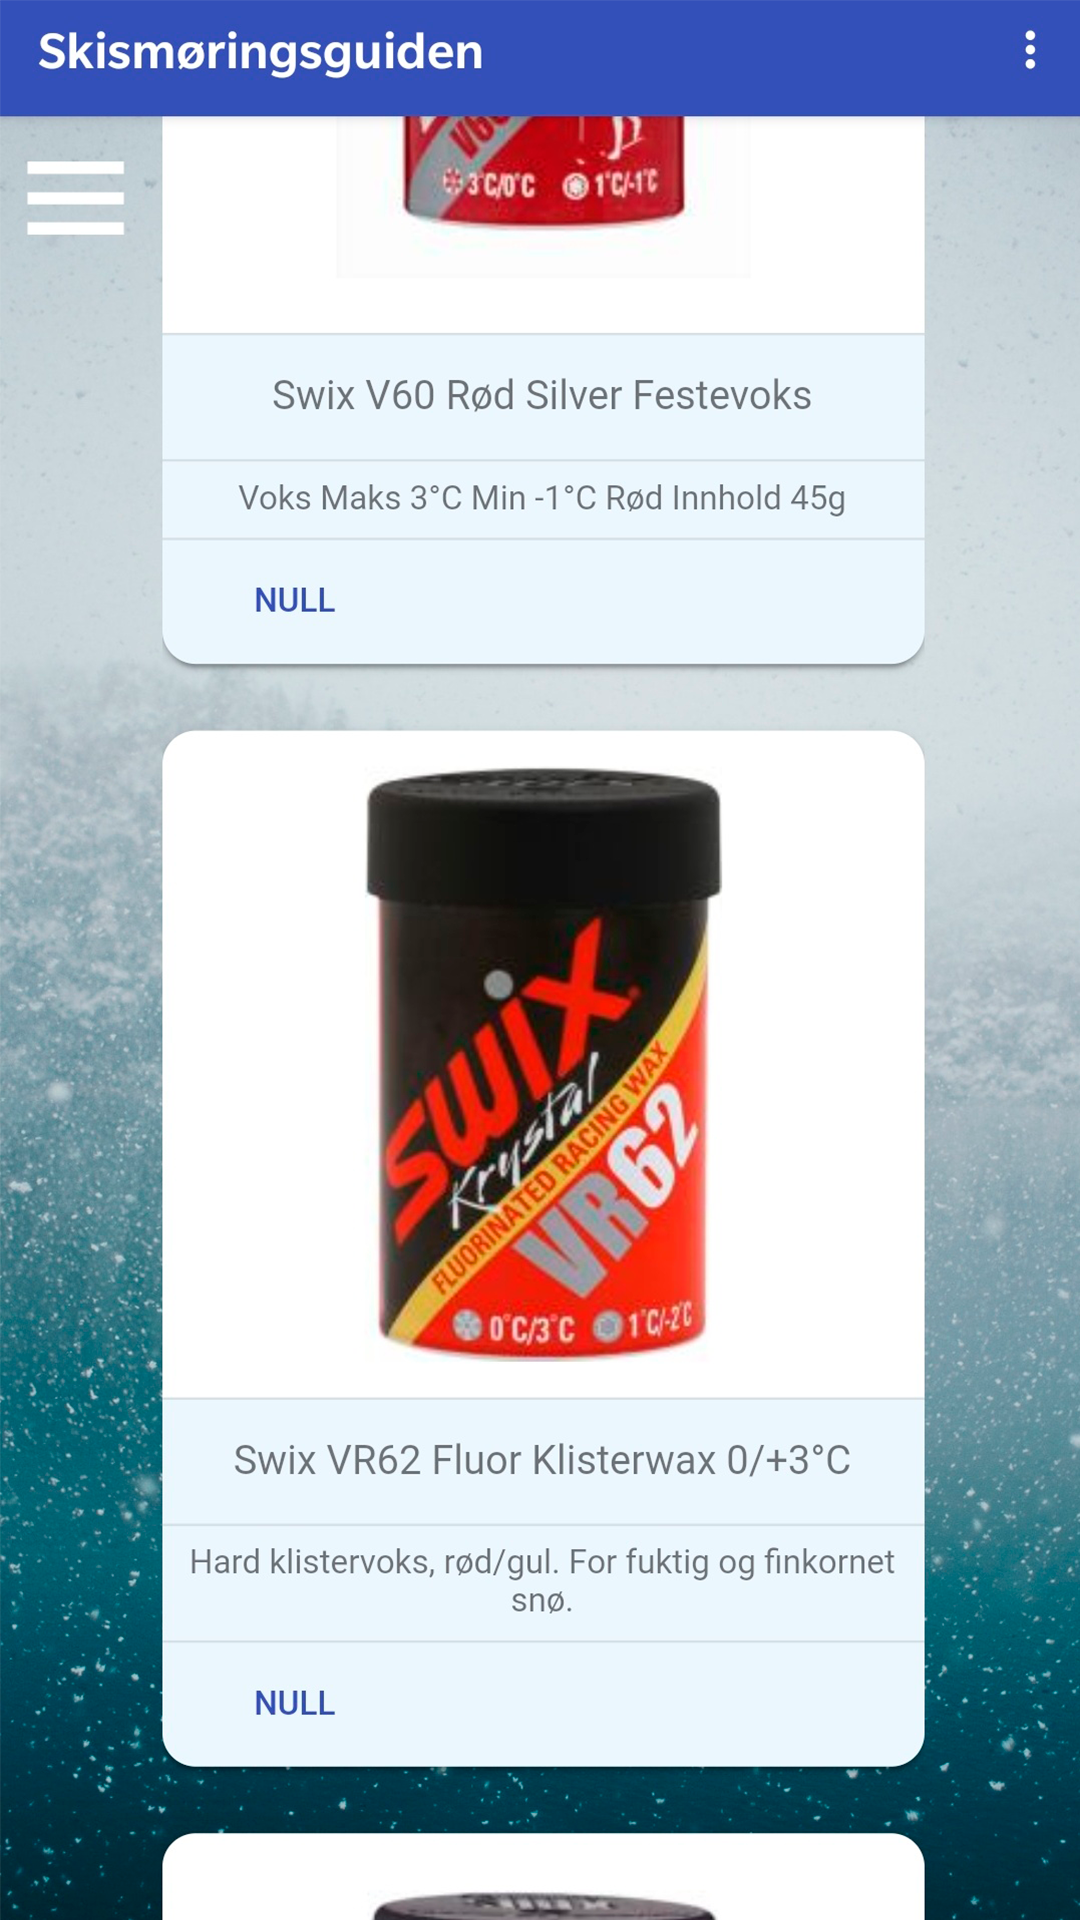 Skismøringsguiden
V60
3°C/0°C 1°C/-1°C
Swix V60 Rød Silver Festevoks
Voks Maks 3°C Min -1°C Rød Innhold 45g
NULL
SWIX
Krystal
FLUORINATED RACING WAX
VR62
0°C/3°C 1°C/-2°C
Swix VR62 Fluor Klisterwax 0/+3°C
Hard klistervoks, rød/gul. For fuktig og finkornet
snø.
NULL